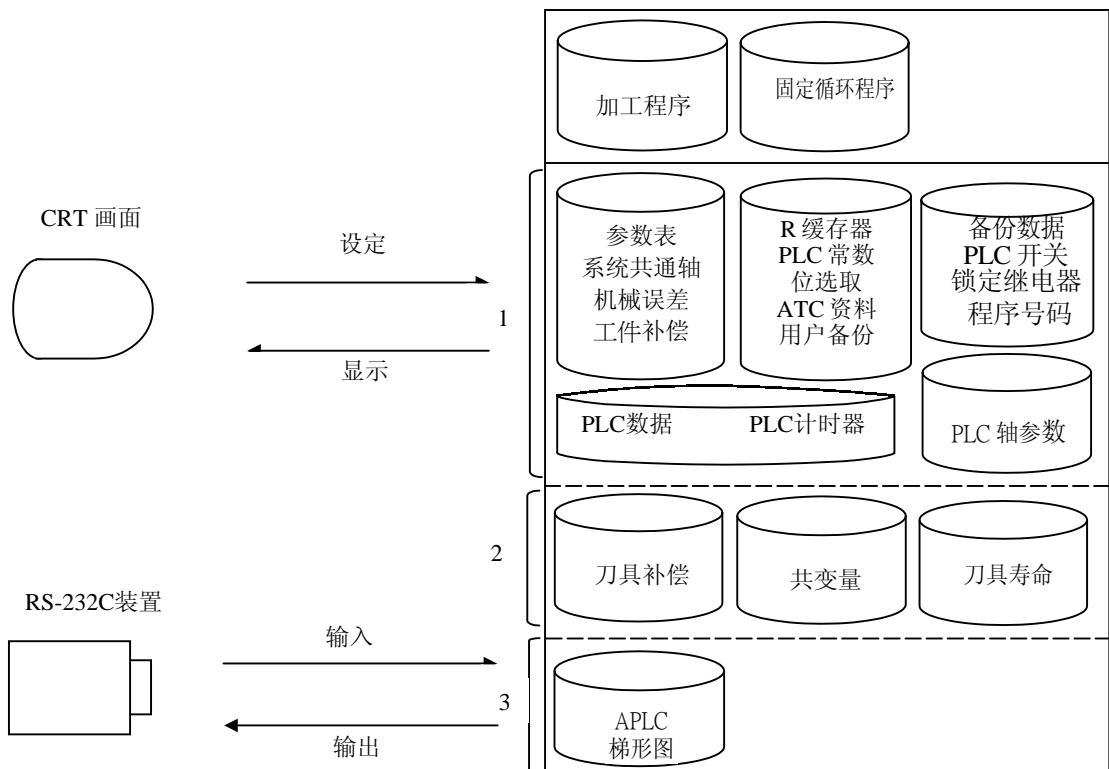 加工程序
固定循环程序
CRT 画面
设定
显示
1
参数表
系统共通轴
机械误差
工件补偿
R 缓存器
PLC 常数
位选取
ATC 资料
用户备份
备份数据
PLC 开关
锁定继电器
程序号码
PLC数据
PLC计时器
PLC 轴参数
2
刀具补偿
共变量
刀具寿命
RS-232C装置
输入
输出
3
APLC
梯形图